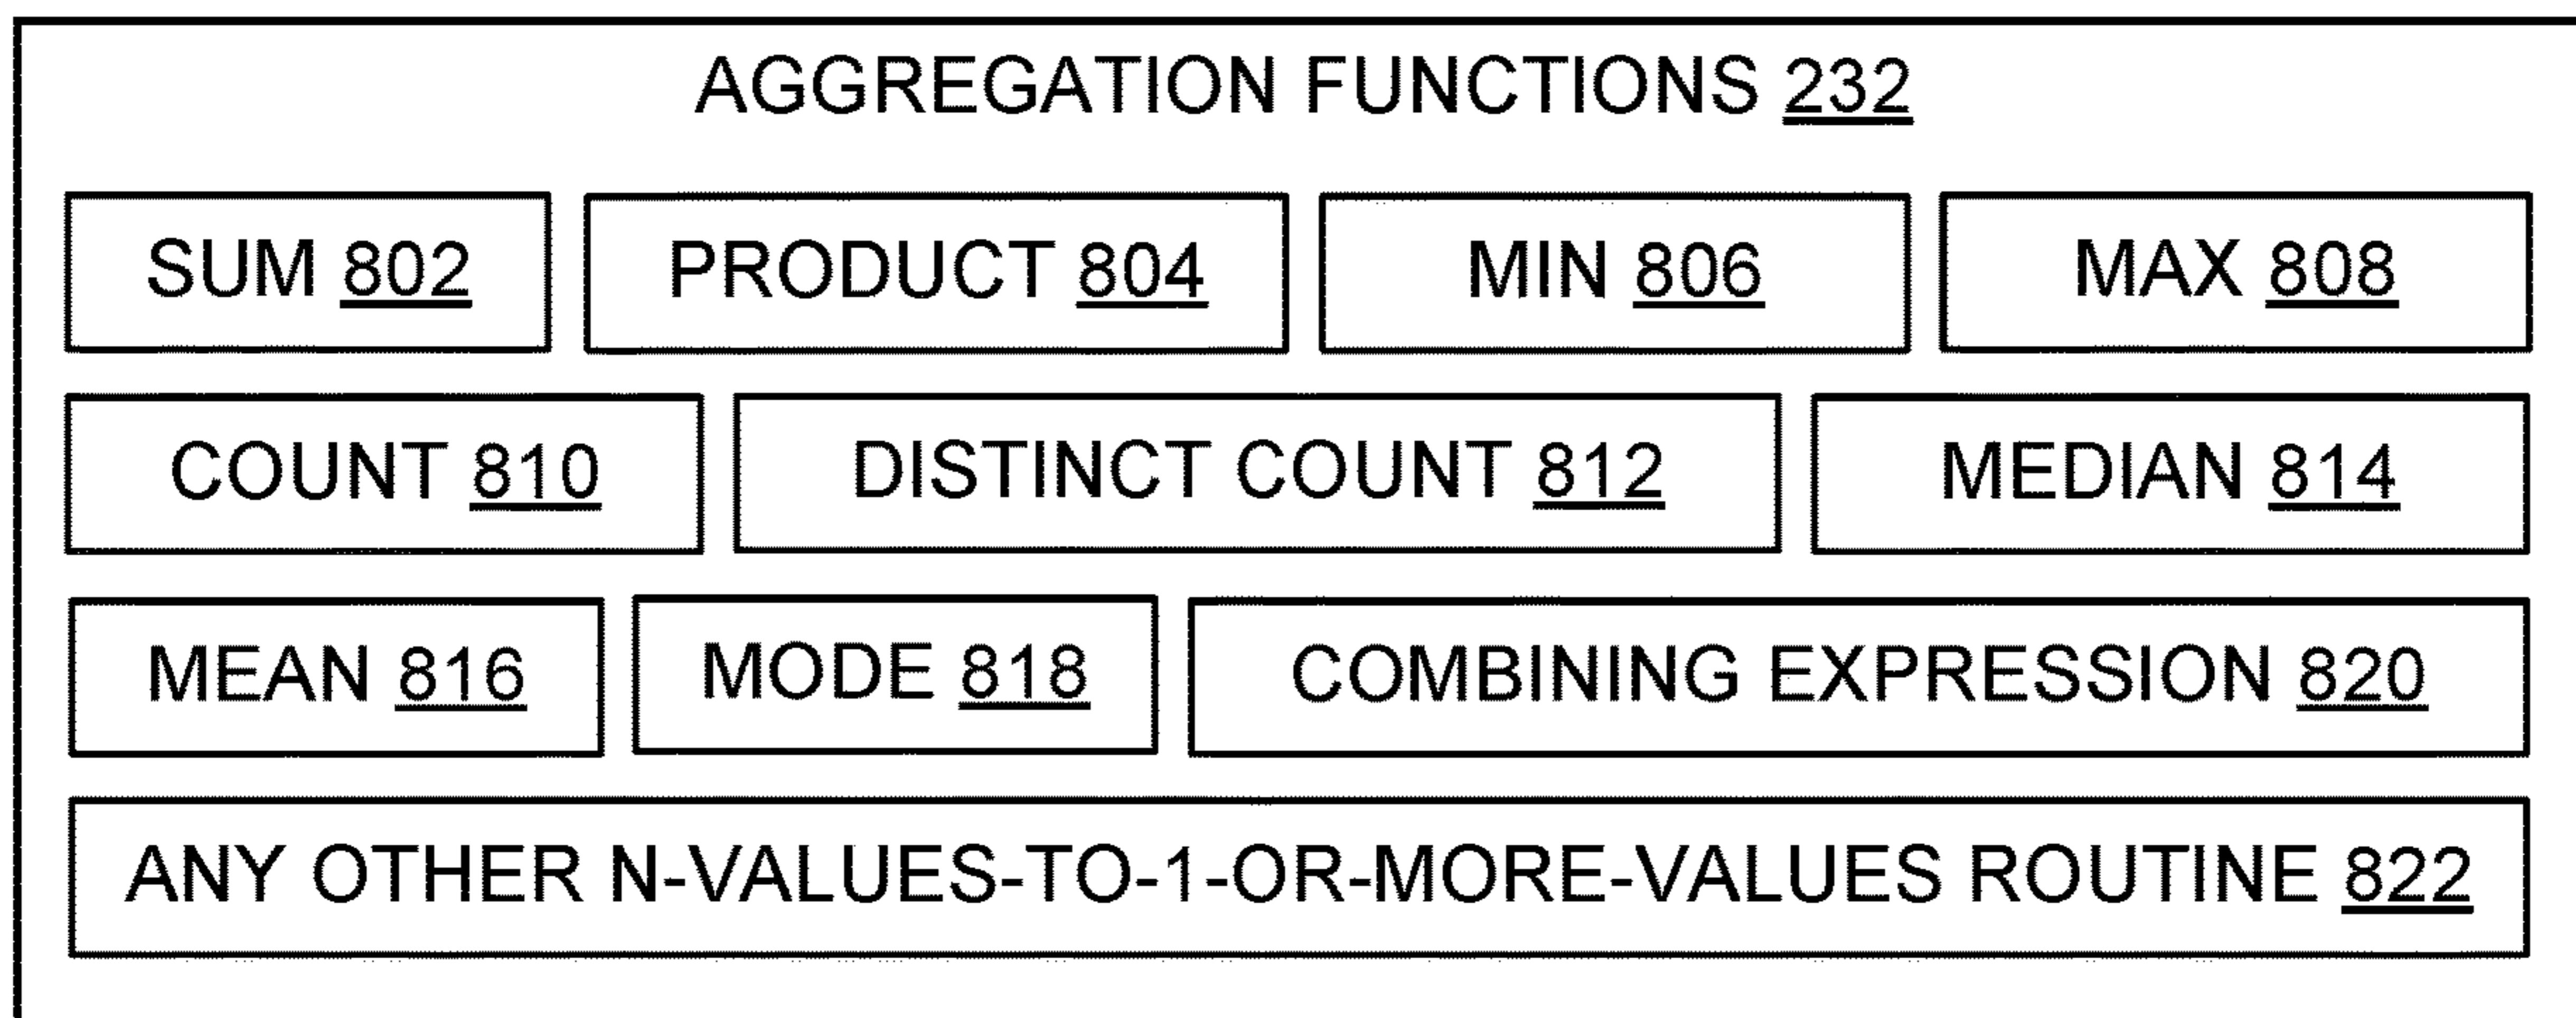 AGGREGATION FUNCTIONS 232
SUM 802 PRODUCT 804 MIN 806 MAX 808
COUNT 810 DISTINCT COUNT 812 MEDIAN 814
MEAN 816 MODE 818 COMBINING EXPRESSION 820
ANY OTHER N-VALUES-TO-1-OR-MORE-VALUES ROUTINE 822